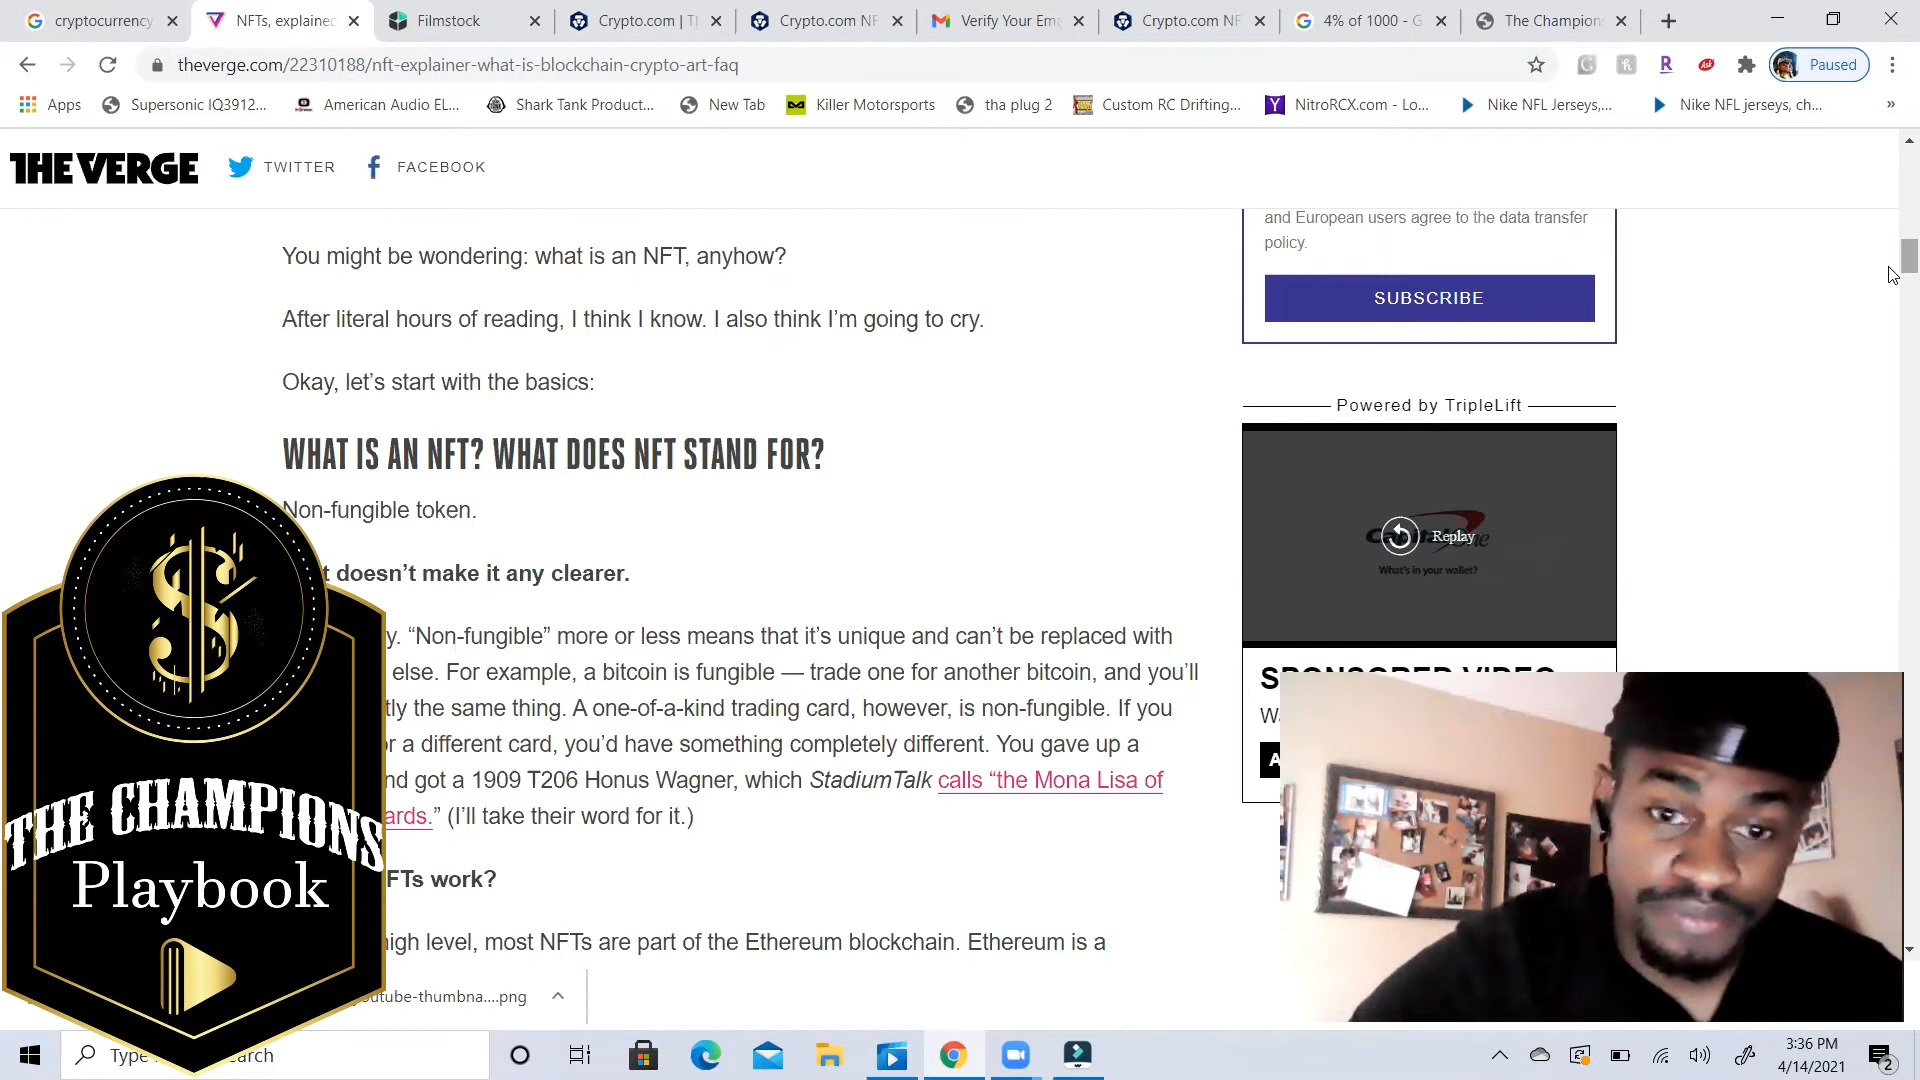 cryptocurrency
NFTs, explained
Filmstock
Crypto.com | T
Crypto.com NF
Verify Your Ema
Crypto.com NF
4% of 1000 - G
The Champion
theverge.com/22310188/nft-explainer-what-is-blockchain-crypto-art-faq
Paused
Apps
Supersonic IQ3912...
American Audio EL...
Shark Tank Product...
New Tab
Killer Motorsports
tha plug 2
Custom RC Drifting...
NitroRCX.com - Lo...
Nike NFL Jerseys,...
Nike NFL jerseys, ch...
»
THE VERGE
TWITTER
FACEBOOK
and European users agree to the data transfer
policy.
SUBSCRIBE
You might be wondering: what is an NFT, anyhow?
After literal hours of reading, I think I know. I also think I’m going to cry.
Okay, let’s start with the basics:
WHAT IS AN NFT? WHAT DOES NFT STAND FOR?
Non-fungible token.
t doesn’t make it any clearer.
y. “Non-fungible” more or less means that it’s unique and can’t be replaced with
else. For example, a bitcoin is fungible — trade one for another bitcoin, and you’ll
tly the same thing. A one-of-a-kind trading card, however, is non-fungible. If you
r a different card, you’d have something completely different. You gave up a
nd got a 1909 T206 Honus Wagner, which StadiumTalk calls “the Mona Lisa of
ards.” (I’ll take their word for it.)
FTs work?
igh level, most NFTs are part of the Ethereum blockchain. Ethereum is a
Powered by TripleLift
Capital One
Replay
What's in your wallet?
SPONSORED VIDEO
Wa
A
$
THE CHAMPIONS
Playbook
outube-thumbna....png
Type
earch
3:36 PM
4/14/2021
2